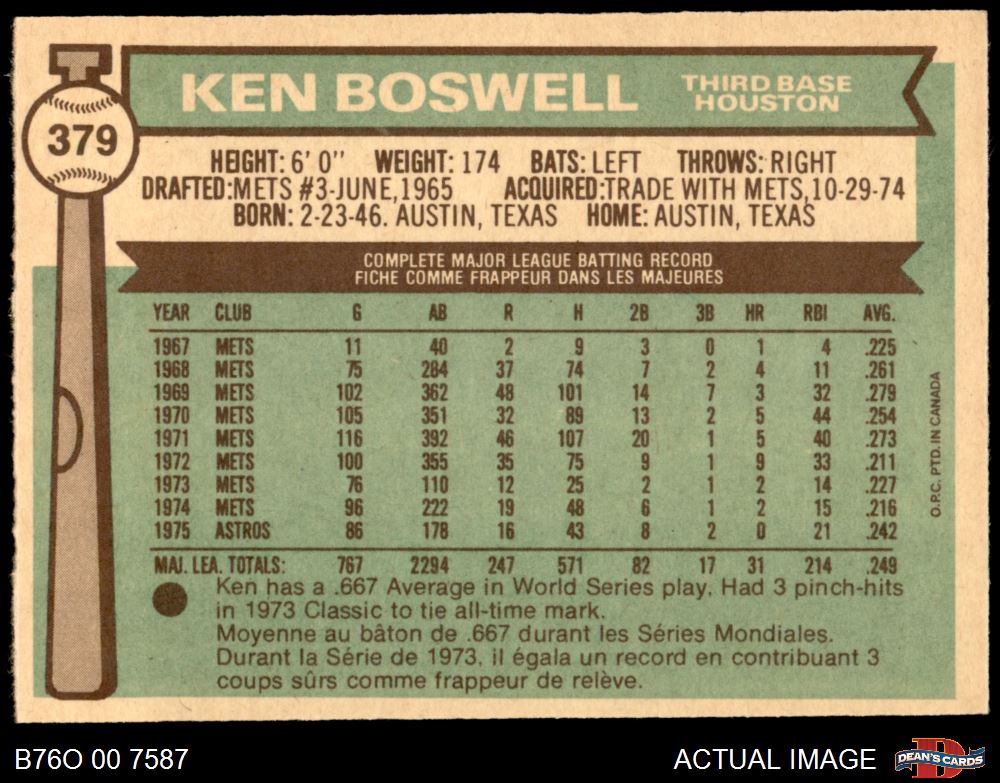 379
KEN BOSWELL
THIRD BASE
HOUSTON
HEIGHT: 6' 0" WEIGHT: 174 BATS: LEFT THROWS: RIGHT
DRAFTED: METS #3-JUNE, 1965 ACQUIRED: TRADE WITH METS, 10-29-74
BORN: 2-23-46. AUSTIN, TEXAS HOME: AUSTIN, TEXAS
COMPLETE MAJOR LEAGUE BATTING RECORD
FICHE COMME FRAPPEUR DANS LES MAJEURES
YEAR CLUB G AB R H 2B 3B HR RBI AVG.
1967 METS 11 40 2 9 3 0 1 4 .225
1968 METS 75 284 37 74 7 2 4 11 .261
1969 METS 102 362 48 101 14 7 3 32 .279
1970 METS 105 351 32 89 13 2 5 44 .254
1971 METS 116 392 46 107 20 1 5 40 .273
1972 METS 100 355 35 75 9 1 9 33 .211
1973 METS 76 110 12 25 2 1 2 14 .227
1974 METS 96 222 19 48 6 1 2 15 .216
1975 ASTROS 86 178 16 43 8 2 0 21 .242
MAJ. LEA. TOTALS: 767 2294 247 571 82 17 31 214 .249
Ken has a .667 Average in World Series play. Had 3 pinch-hits
in 1973 Classic to tie all-time mark.
Moyenne au bâton de .667 durant les Séries Mondiales.
Durant la Série de 1973, il égala un record en contribuant 3
coups sûrs comme frappeur de relève.
O.P.C. PTD. IN CANADA
B76O 00 7587
ACTUAL IMAGE
DEAN'S CARDS